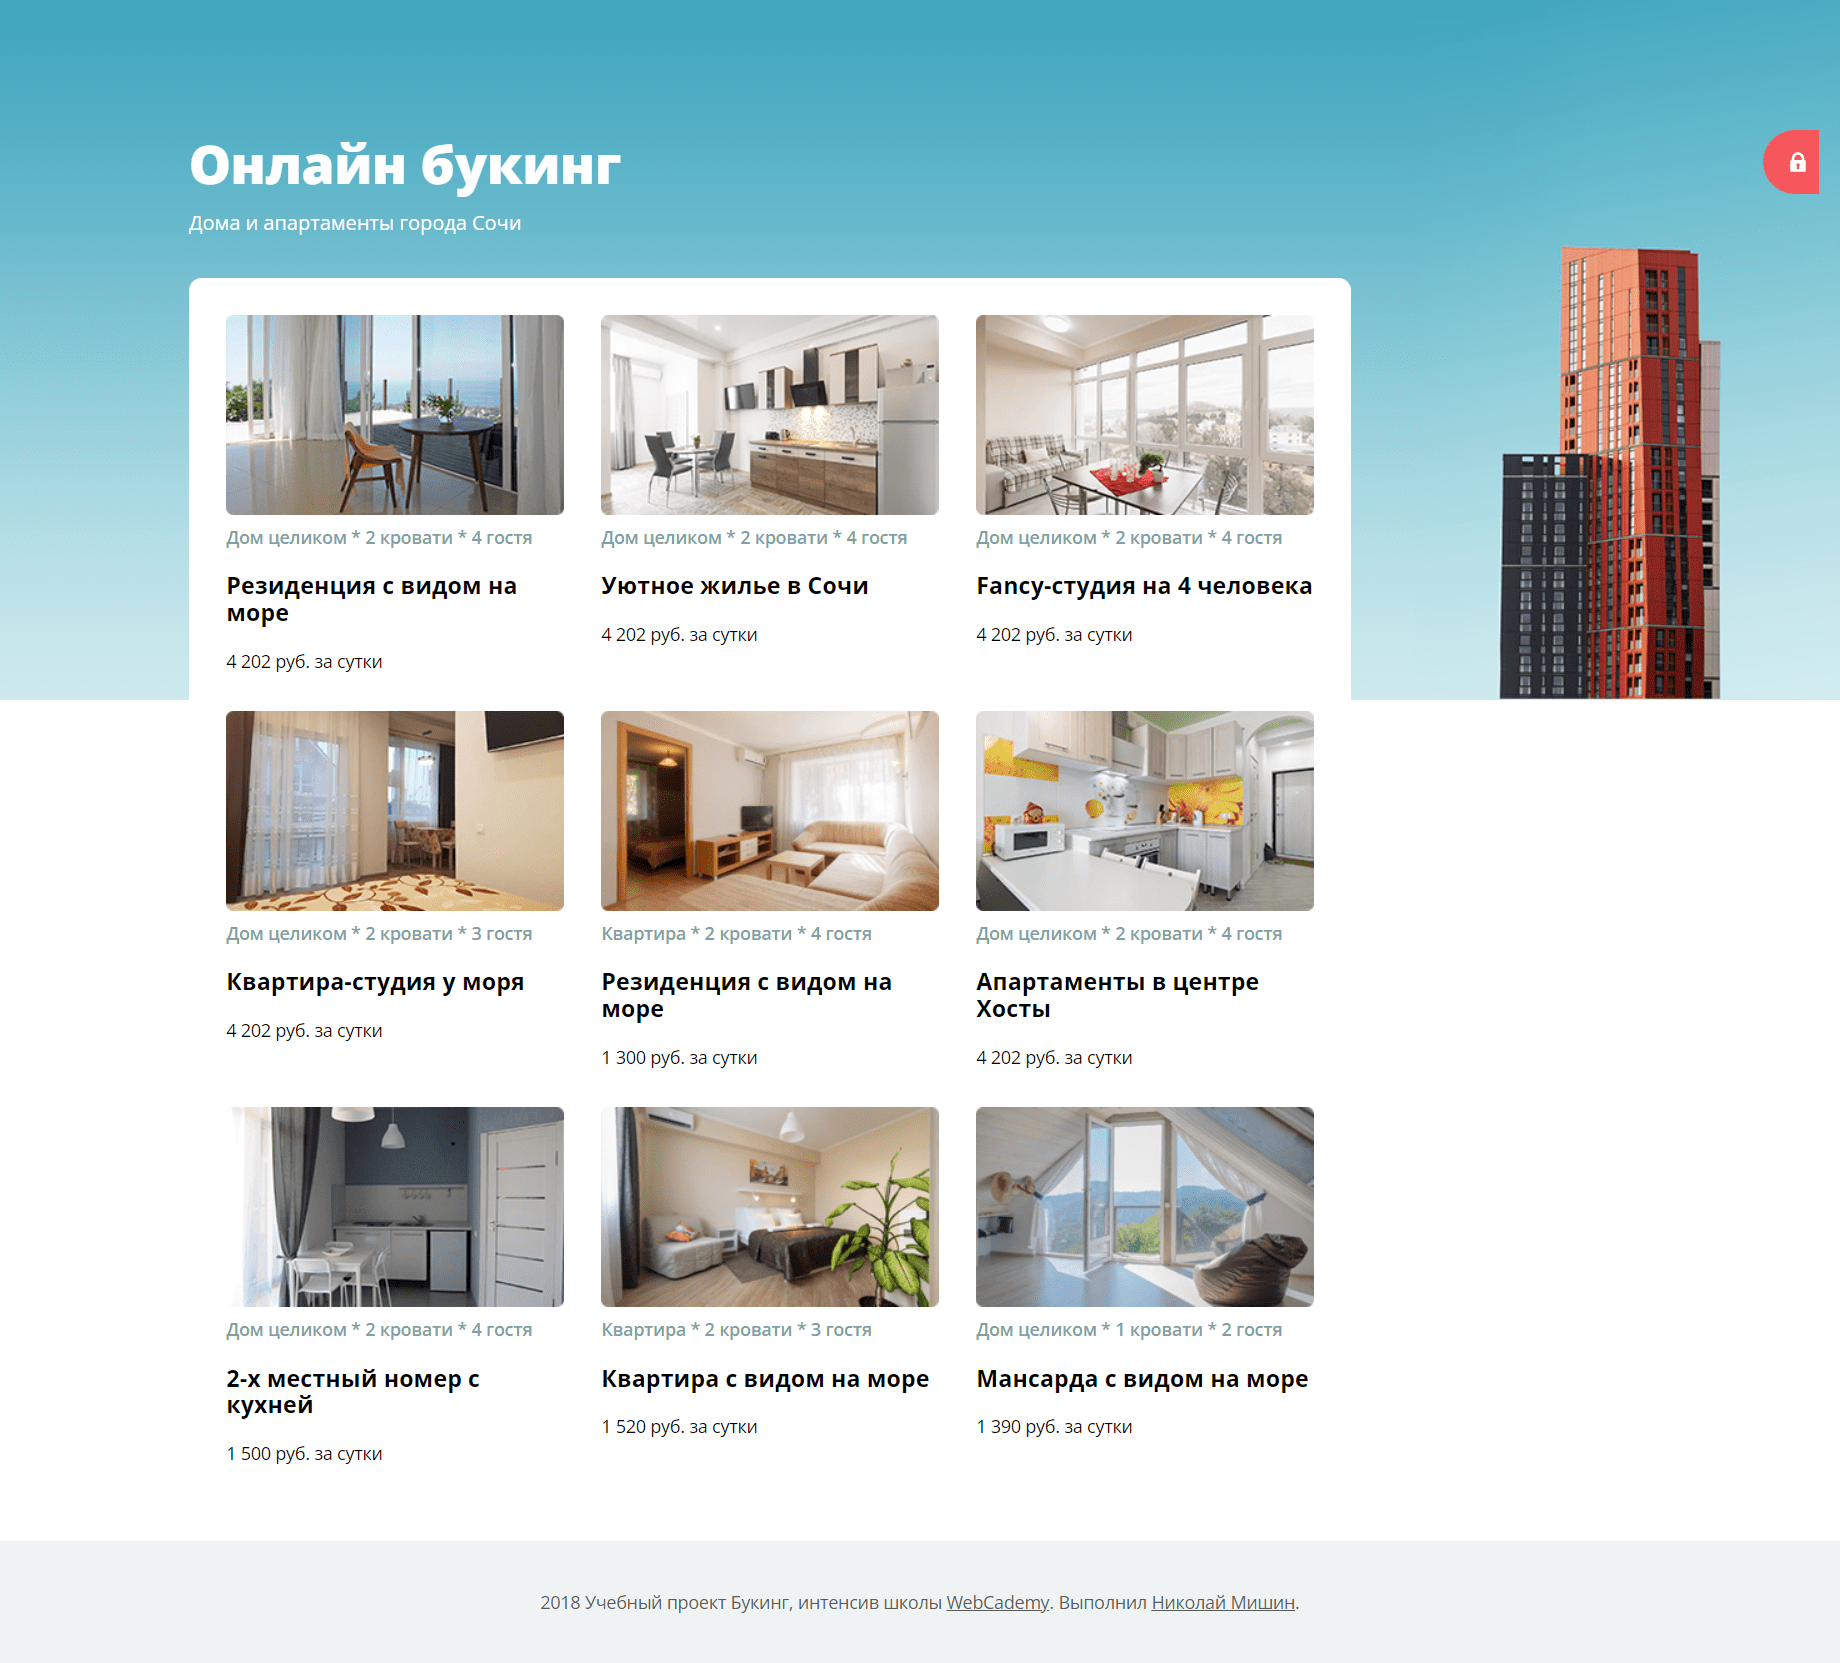 Онлайн букинг
Дома и апартаменты города Сочи
Дом целиком * 2 кровати * 4 гостя
Резиденция с видом на
море
4 202 руб. за сутки
Дом целиком * 2 кровати * 4 гостя
Уютное жилье в Сочи
4 202 руб. за сутки
Дом целиком * 2 кровати * 4 гостя
Fancy-студия на 4 человека
4 202 руб. за сутки
Дом целиком * 2 кровати * 3 гостя
Квартира-студия у моря
4 202 руб. за сутки
Квартира * 2 кровати * 4 гостя
Резиденция с видом на
море
1 300 руб. за сутки
Дом целиком * 2 кровати * 4 гостя
Апартаменты в центре
Хосты
4 202 руб. за сутки
Дом целиком * 2 кровати * 4 гостя
2-х местный номер с
кухней
1 500 руб. за сутки
Квартира * 2 кровати * 3 гостя
Квартира с видом на море
1 520 руб. за сутки
Дом целиком * 1 кровати * 2 гостя
Мансарда с видом на море
1 390 руб. за сутки
2018 Учебный проект Букинг, интенсив школы WebCademy. Выполнил Николай Мишин.